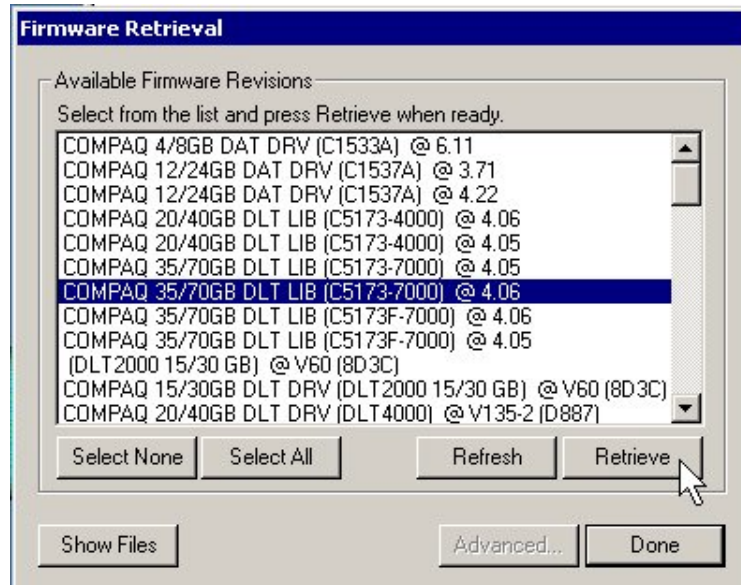 Firmware Retrieval
Available Firmware Revisions
Select from the list and press Retrieve when ready.
COMPAQ 4/8GB DAT DRV (C1533A) @ 6.11
COMPAQ 12/24GB DAT DRV (C1537A) @ 3.71
COMPAQ 12/24GB DAT DRV (C1537A) @ 4.22
COMPAQ 20/40GB DLT LIB (C5173-4000) @ 4.06
COMPAQ 20/40GB DLT LIB (C5173-4000) @ 4.05
COMPAQ 35/70GB DLT LIB (C5173-7000) @ 4.05
COMPAQ 35/70GB DLT LIB (C5173-7000) @ 4.06
COMPAQ 35/70GB DLT LIB (C5173F-7000) @ 4.06
COMPAQ 35/70GB DLT LIB (C5173F-7000) @ 4.05
(DLT2000 15/30 GB) @ V60 (8D3C)
COMPAQ 15/30GB DLT DRV (DLT2000 15/30 GB) @ V60 (8D3C)
COMPAQ 20/40GB DLT DRV (DLT4000) @ V135-2 (D887)
Select None Select All Refresh Retrieve
Show Files Advanced... Done